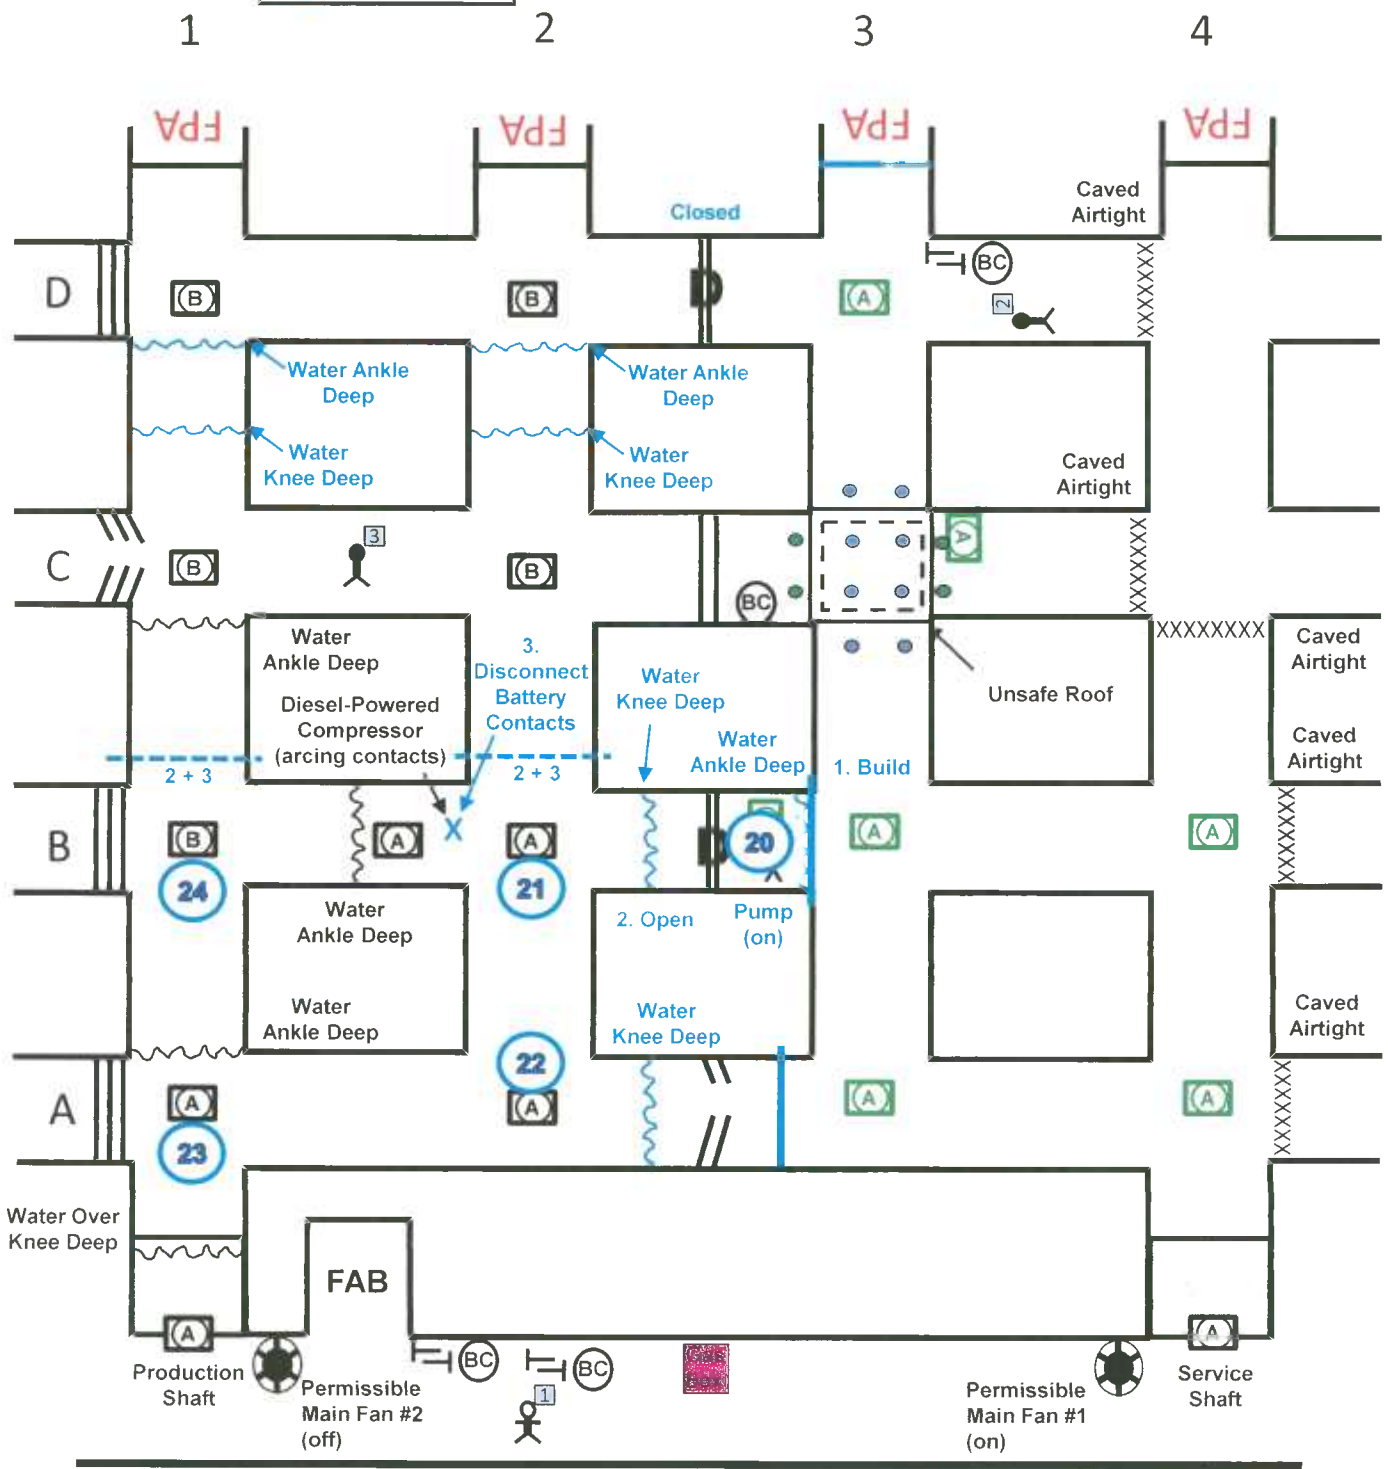 1 2 3 4
FPA FPA FPA FPA
Closed
Caved
Airtight
BC
D
B
B
A
2
Water Ankle
Deep
Water Ankle
Deep
Water
Knee Deep
Water
Knee Deep
Caved
Airtight
C
B
3
B
A
BC
Water
Ankle Deep
3.
Disconnect
Battery
Contacts
Water
Knee Deep
Unsafe Roof
Caved
Airtight
Diesel-Powered
Compressor
(arcing contacts)
Water
Ankle Deep
Caved
Airtight
2 + 3
2 + 3
1. Build
B
B
A
X
A
20
A
A
24
21
Water
Ankle Deep
2. Open
Pump
(on)
Water
Ankle Deep
Water
Knee Deep
Caved
Airtight
22
A
A
A
A
A
23
Water Over
Knee Deep
FAB
A
A
Production
Shaft
BC
BC
Service
Shaft
Permissible
Main Fan #2
(off)
1
Permissible
Main Fan #1
(on)